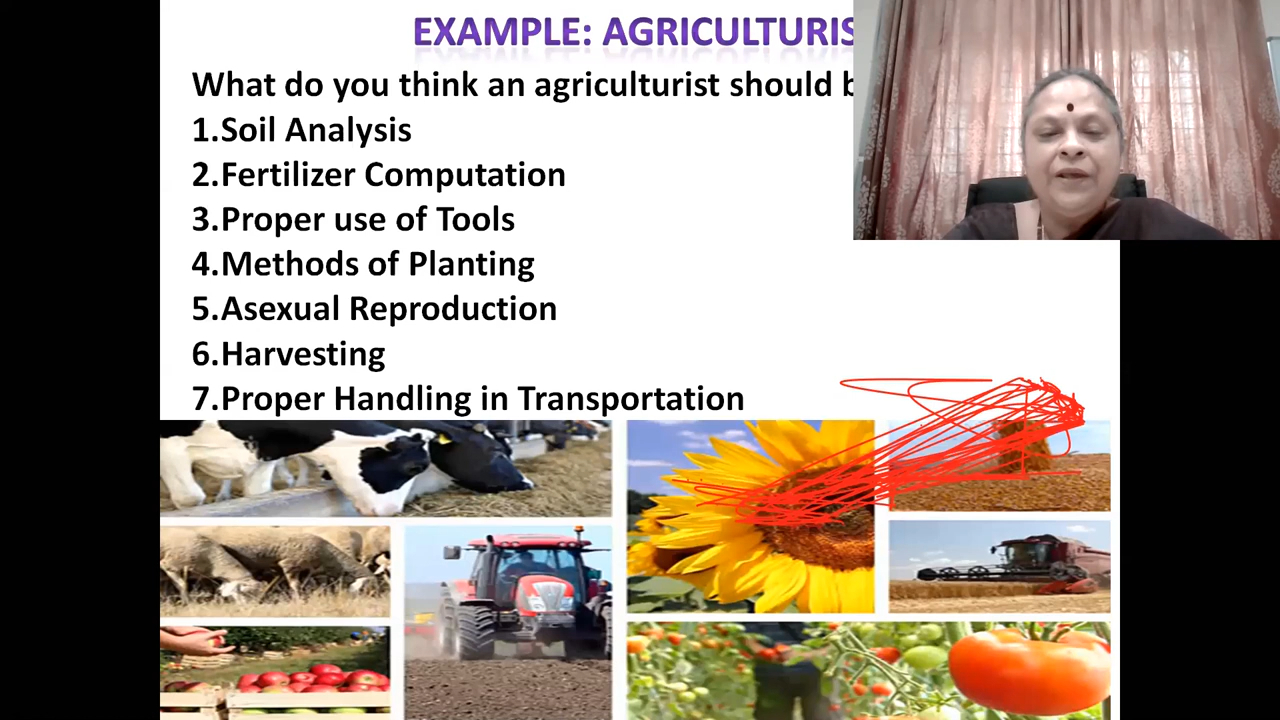 EXAMPLE: AGRICULTURIS
What do you think an agriculturist should b
1.Soil Analysis
2.Fertilizer Computation
3.Proper use of Tools
4.Methods of Planting
5.Asexual Reproduction
6.Harvesting
7.Proper Handling in Transportation